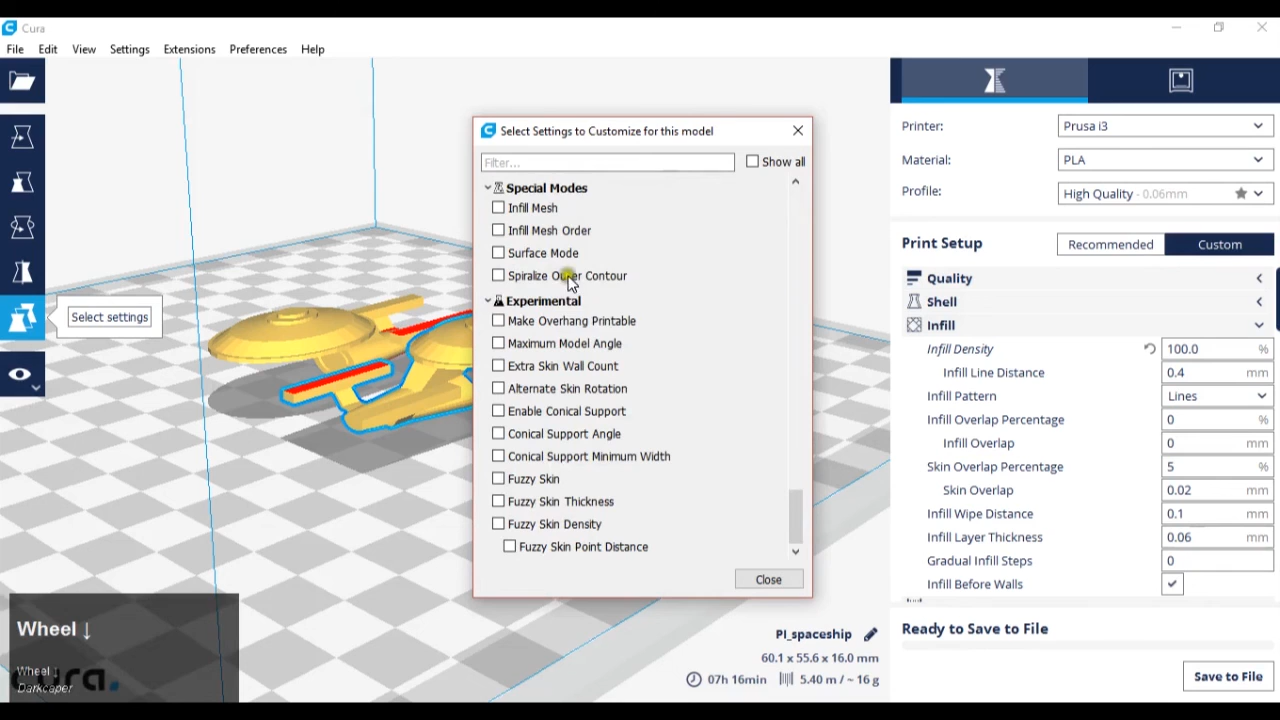 Cura
File Edit View Settings Extensions Preferences Help
Select settings
Select Settings to Customize for this model
Filter...
Show all
Special Modes
Infill Mesh
Infill Mesh Order
Surface Mode
Spiralize Outer Contour
Experimental
Make Overhang Printable
Maximum Model Angle
Extra Skin Wall Count
Alternate Skin Rotation
Enable Conical Support
Conical Support Angle
Conical Support Minimum Width
Fuzzy Skin
Fuzzy Skin Thickness
Fuzzy Skin Density
Fuzzy Skin Point Distance
Close
Printer: Prusa i3
Material: PLA
Profile: High Quality - 0.06mm
Print Setup Recommended Custom
Quality
Shell
Infill
Infill Density 100.0 %
Infill Line Distance 0.4 mm
Infill Pattern Lines
Infill Overlap Percentage 0 %
Infill Overlap 0 mm
Skin Overlap Percentage 5 %
Skin Overlap 0.02 mm
Infill Wipe Distance 0.1 mm
Infill Layer Thickness 0.06 mm
Gradual Infill Steps 0
Infill Before Walls
Ready to Save to File
Save to File
PI_spaceship
60.1 x 55.6 x 16.0 mm
07h 16min 5.40 m / ~ 16 g
Wheel ↓
Wheel ↓
Darkcaper